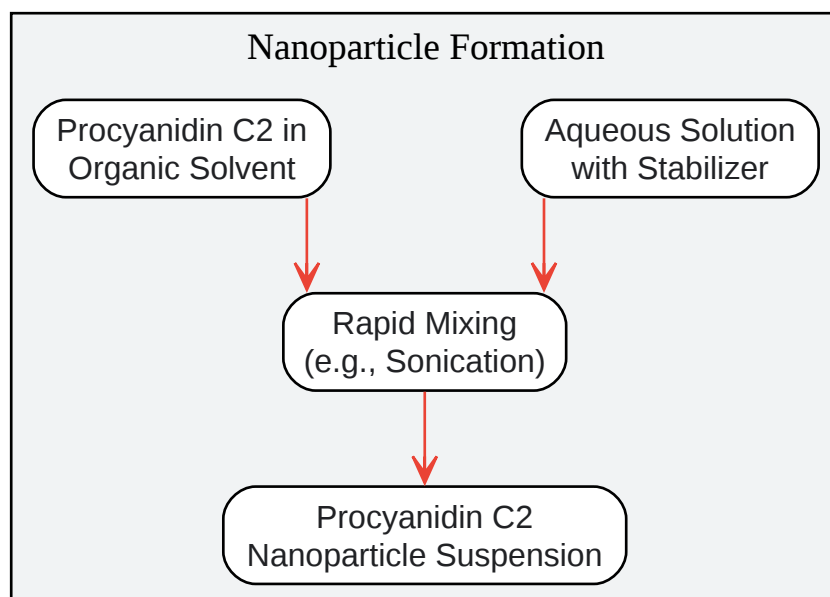 Nanoparticle Formation
Procyanidin C2 in
Organic Solvent
Aqueous Solution
with Stabilizer
Rapid Mixing
(e.g., Sonication)
Procyanidin C2
Nanoparticle Suspension